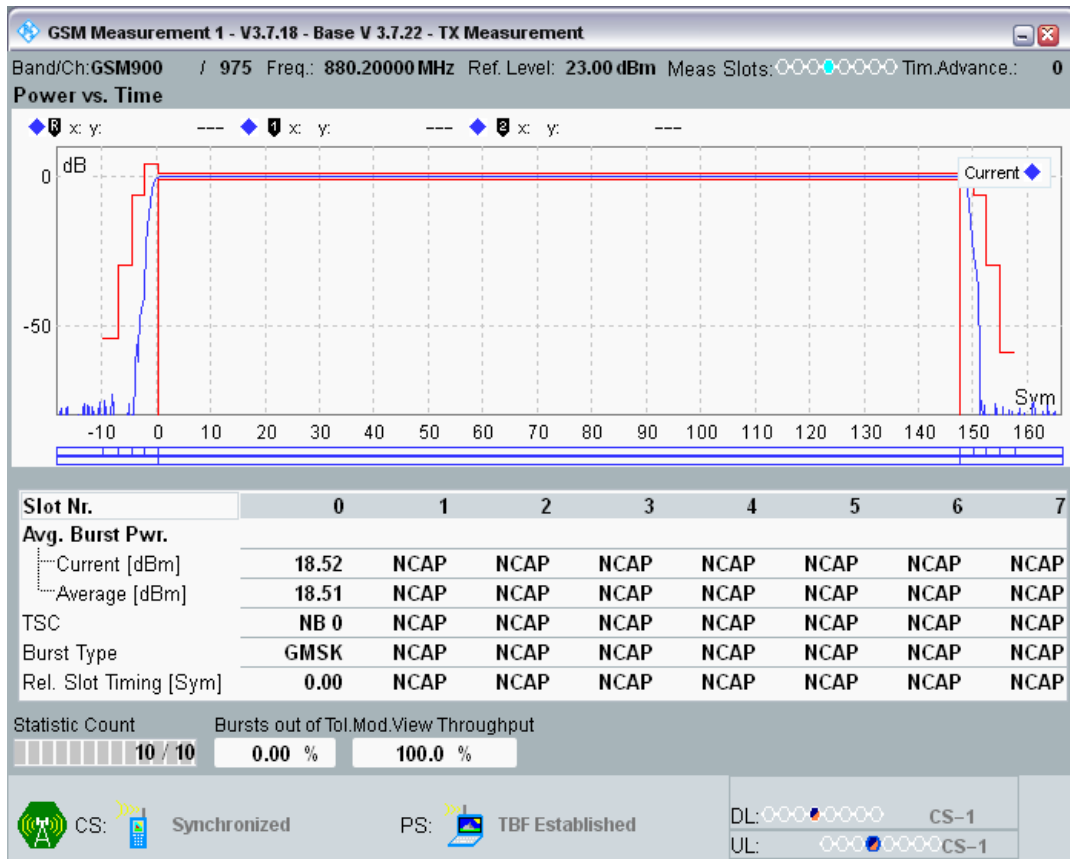 GSM Measurement 1 - V3.7.18 - Base V 3.7.22 - TX Measurement
Band/Ch:GSM900 / 975 Freq.: 880.20000 MHz Ref. Level: 23.00 dBm Meas Slots: Tim.Advance.: 0
Power vs. Time
R x: y: --- 1 x: y: --- 2 x: y: ---
dB
Current
0
-50
Sym
-10 0 10 20 30 40 50 60 70 80 90 100 110 120 130 140 150 160
Slot Nr. 0 1 2 3 4 5 6 7
Avg. Burst Pwr.
Current [dBm] 18.52 NCAP NCAP NCAP NCAP NCAP NCAP NCAP
Average [dBm] 18.51 NCAP NCAP NCAP NCAP NCAP NCAP NCAP
TSC NB 0 NCAP NCAP NCAP NCAP NCAP NCAP NCAP
Burst Type GMSK NCAP NCAP NCAP NCAP NCAP NCAP NCAP
Rel. Slot Timing [Sym] 0.00 NCAP NCAP NCAP NCAP NCAP NCAP NCAP
Statistic Count Bursts out of Tol.Mod.View Throughput
10 / 10 0.00 % 100.0 %
CS: Synchronized PS: TBF Established
DL: CS-1
UL: CS-1